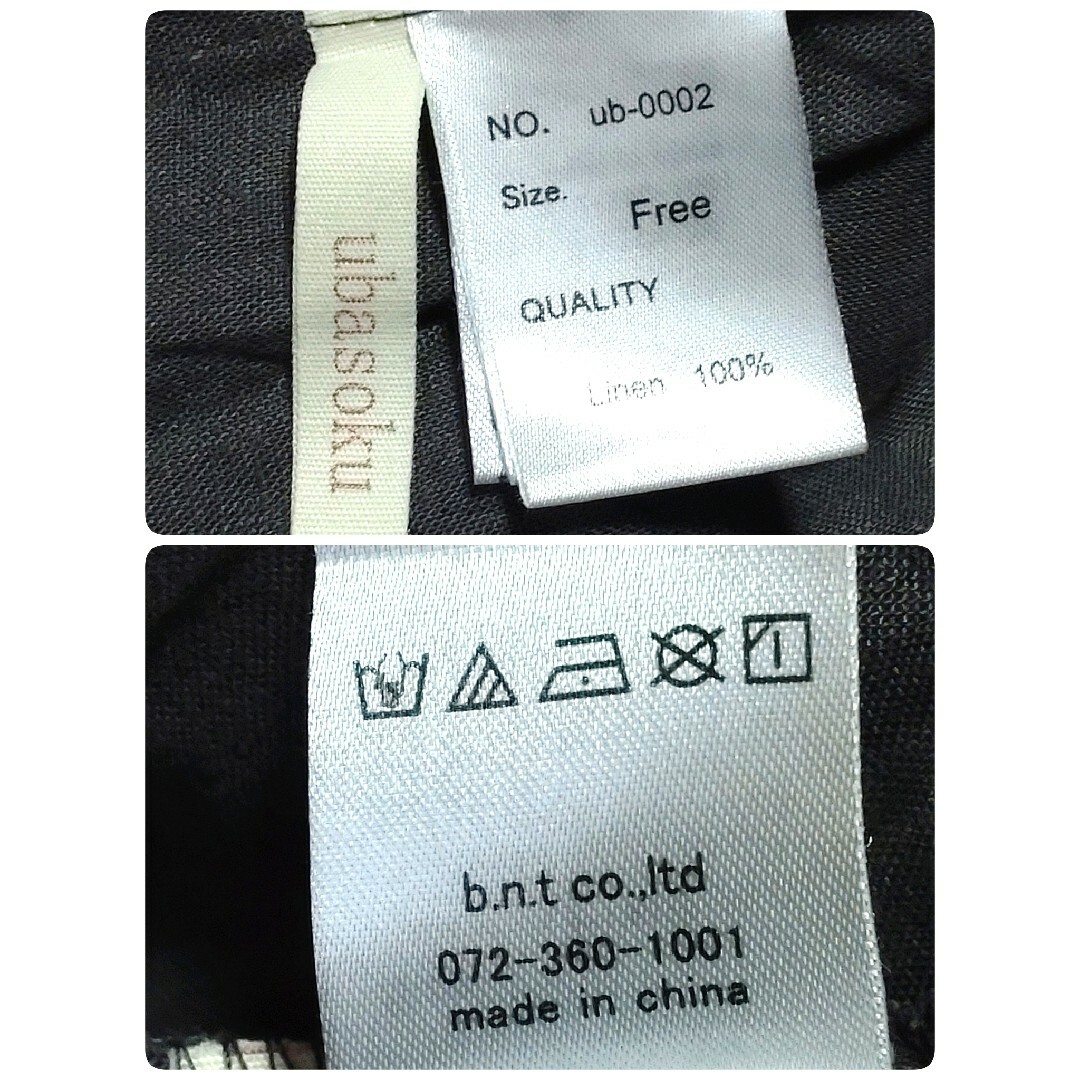 ubasoku
NO. ub-0002
Size. Free
QUALITY
Linen 100%
b.n.t co.,ltd
072-360-1001
made in china